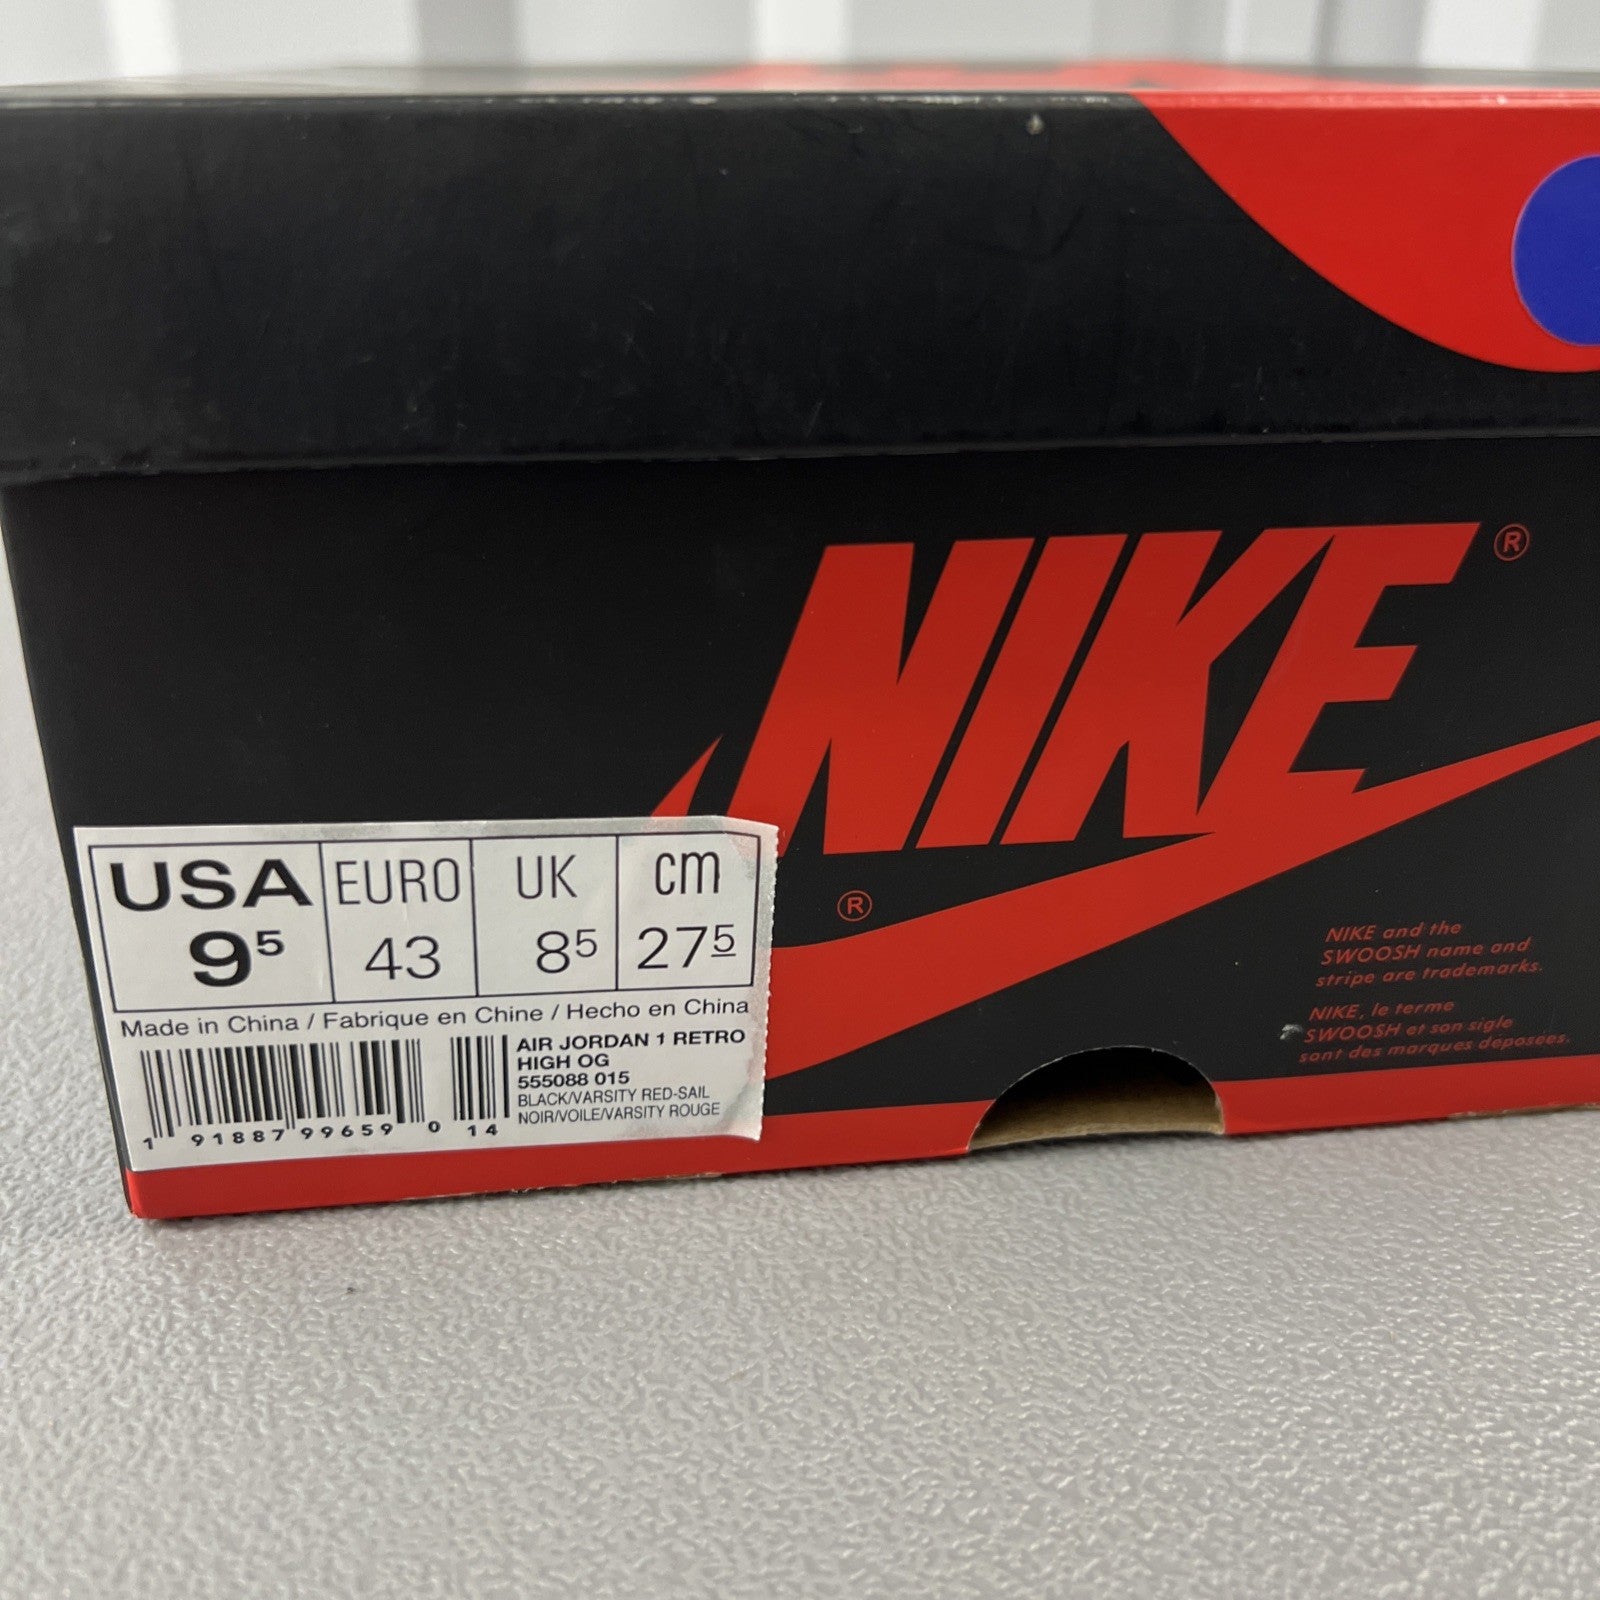 NIKE®
®
NIKE and the
SWOOSH name and
stripe are trademarks.
NIKE, le terme
SWOOSH et son sigle
sont des marques deposees.
USA EURO UK cm
9⁵ 43 8⁵ 27⁵
Made in China / Fabrique en Chine / Hecho en China
AIR JORDAN 1 RETRO
HIGH OG
555088 015
BLACK/VARSITY RED-SAIL
NOIR/VOILE/VARSITY ROUGE
1 91887 99659 0 14